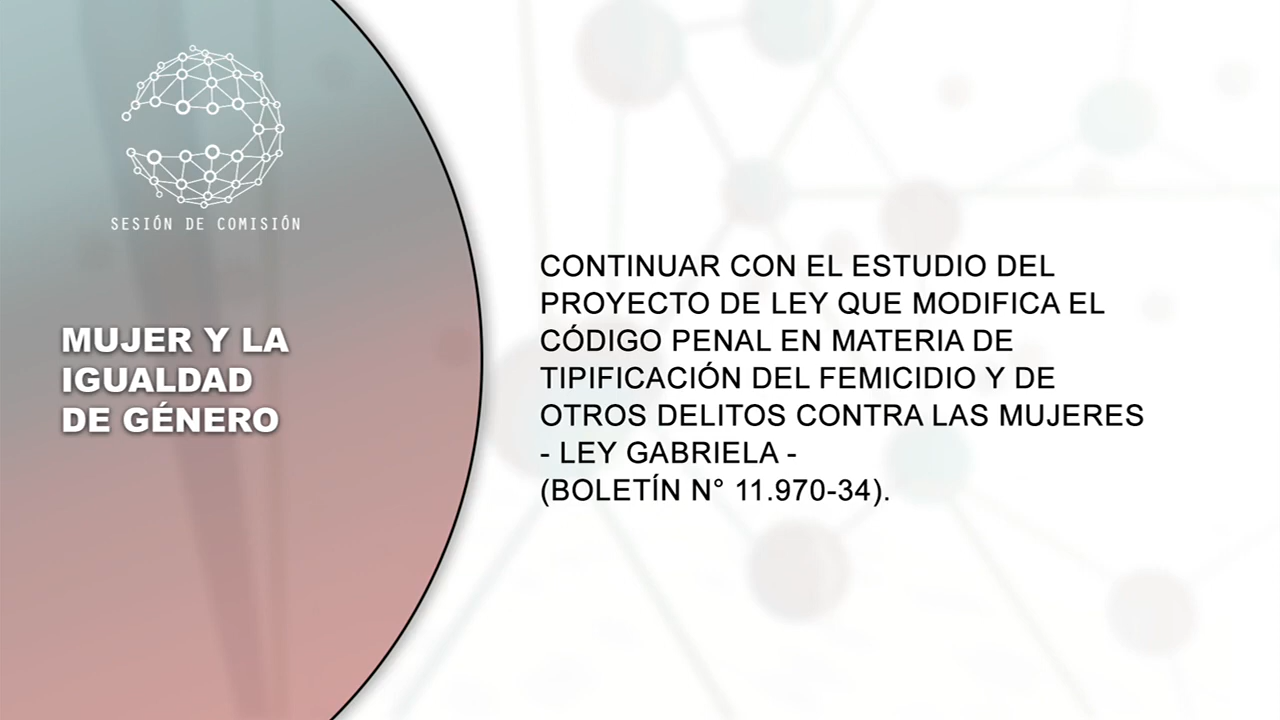 SESIÓN DE COMISIÓN
MUJER Y LA
IGUALDAD
DE GÉNERO
CONTINUAR CON EL ESTUDIO DEL
PROYECTO DE LEY QUE MODIFICA EL
CÓDIGO PENAL EN MATERIA DE
TIPIFICACIÓN DEL FEMICIDIO Y DE
OTROS DELITOS CONTRA LAS MUJERES
- LEY GABRIELA -
(BOLETÍN N° 11.970-34).